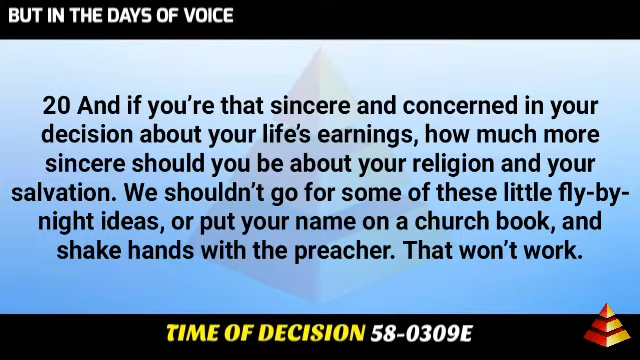 BUT IN THE DAYS OF VOICE
20 And if you’re that sincere and concerned in your
decision about your life’s earnings, how much more
sincere should you be about your religion and your
salvation. We shouldn’t go for some of these little fly-by-
night ideas, or put your name on a church book, and
shake hands with the preacher. That won’t work.
TIME OF DECISION 58-0309E